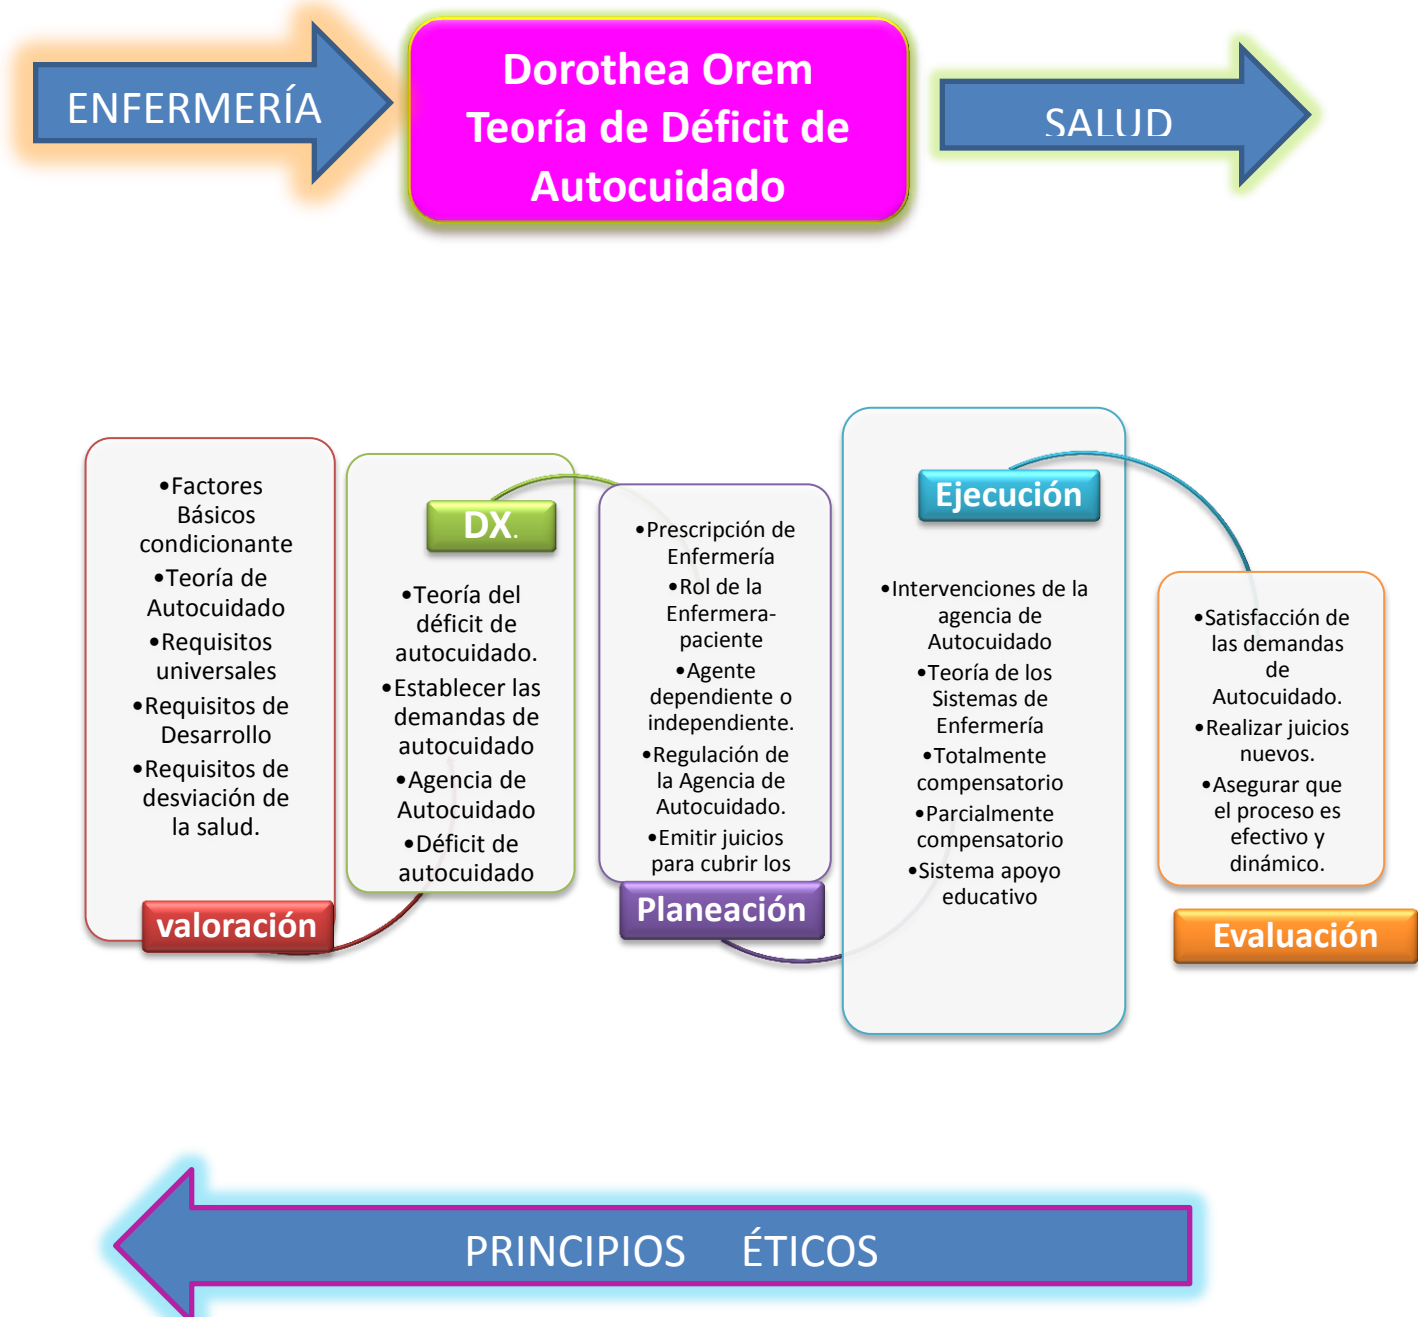 ENFERMERÍA
Dorothea Orem
Teoría de Déficit de
Autocuidado
SALUD
•Factores
Básicos
condicionante
•Teoría de
Autocuidado
•Requisitos
universales
•Requisitos de
Desarrollo
•Requisitos de
desviación de
la salud.
valoración
DX.
•Teoría del
déficit de
autocuidado.
•Establecer las
demandas de
autocuidado
•Agencia de
Autocuidado
•Déficit de
autocuidado
•Prescripción de
Enfermería
•Rol de la
Enfermera-
paciente
•Agente
dependiente o
independiente.
•Regulación de
la Agencia de
Autocuidado.
•Emitir juicios
para cubrir los
Planeación
Ejecución
•Intervenciones de la
agencia de
Autocuidado
•Teoría de los
Sistemas de
Enfermería
•Totalmente
compensatorio
•Parcialmente
compensatorio
•Sistema apoyo
educativo
•Satisfacción de
las demandas
de
Autocuidado.
•Realizar juicios
nuevos.
•Asegurar que
el proceso es
efectivo y
dinámico.
Evaluación
PRINCIPIOS ÉTICOS